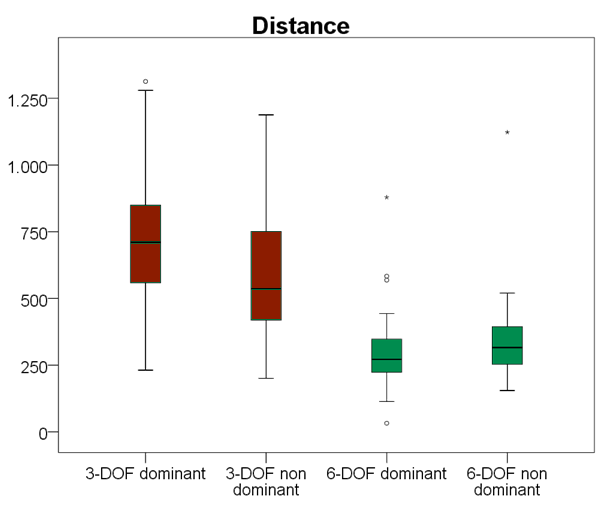 Distance
1.250
1.000
750
500
250
0
3-DOF dominant
3-DOF non
dominant
6-DOF dominant
6-DOF non
dominant